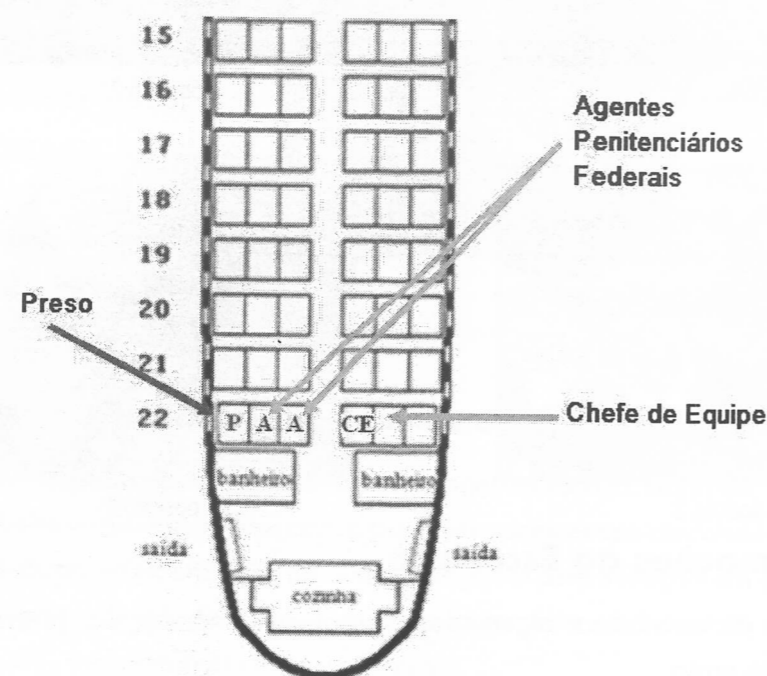 15
16
Agentes
Penitenciários
Federais
17
18
19
Preso
20
21
22
P A A CE
Chefe de Equipe
banheiro banheiro
saída saída
cozinha